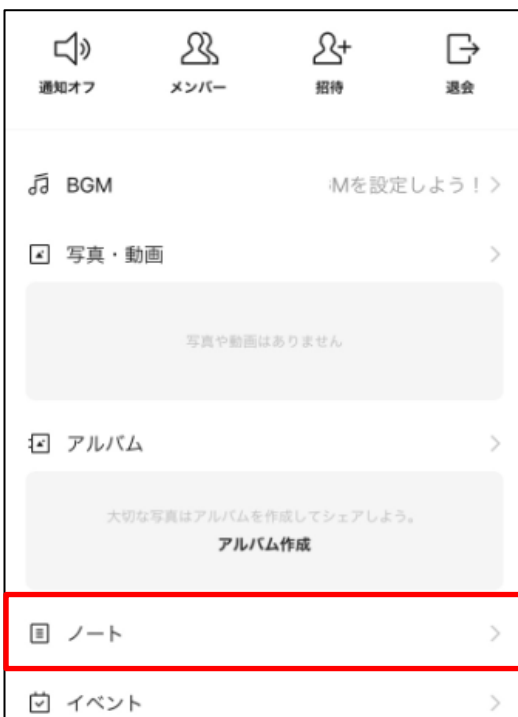 通知オフ メンバー 招待 退会
BGM Mを設定しよう！
写真・動画
写真や動画はありません
アルバム
大切な写真はアルバムを作成してシェアしよう。
アルバム作成
ノート
イベント